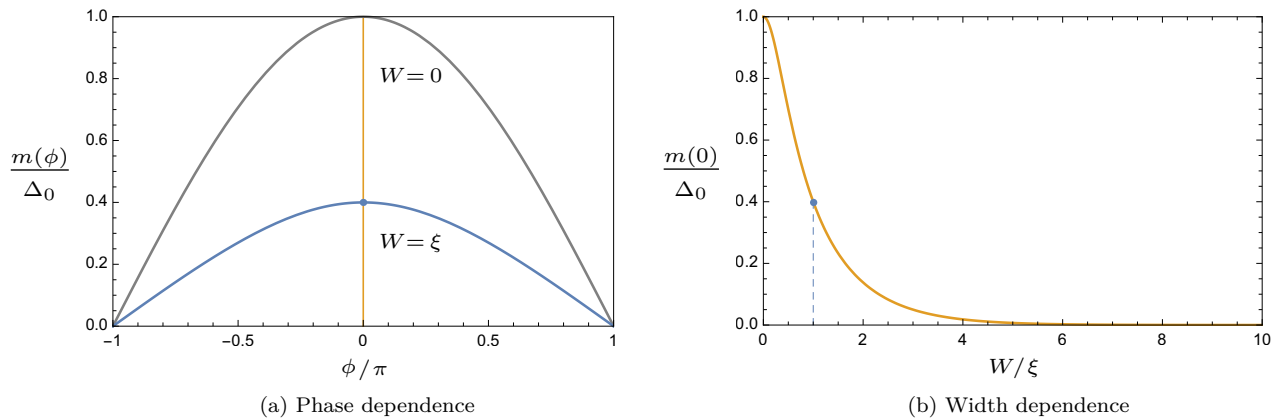 1.0
0.8
0.6
0.4
0.2
0.0
m(ϕ)
Δ₀
W = 0
W = ξ
−1
−0.5
0
0.5
1
ϕ/π
(a) Phase dependence
1.0
0.8
0.6
0.4
0.2
0.0
m(0)
Δ₀
0
2
4
6
8
10
W/ξ
(b) Width dependence